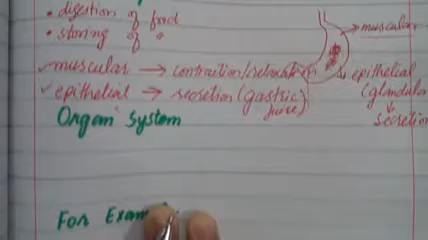 • digestion of food
• storing of "
✓ muscular → contraction/relaxation
✓ epithelial → secretion (gastric juice)
muscular
epithelial
(glandular
↓
secretion
Organ System
For Exam